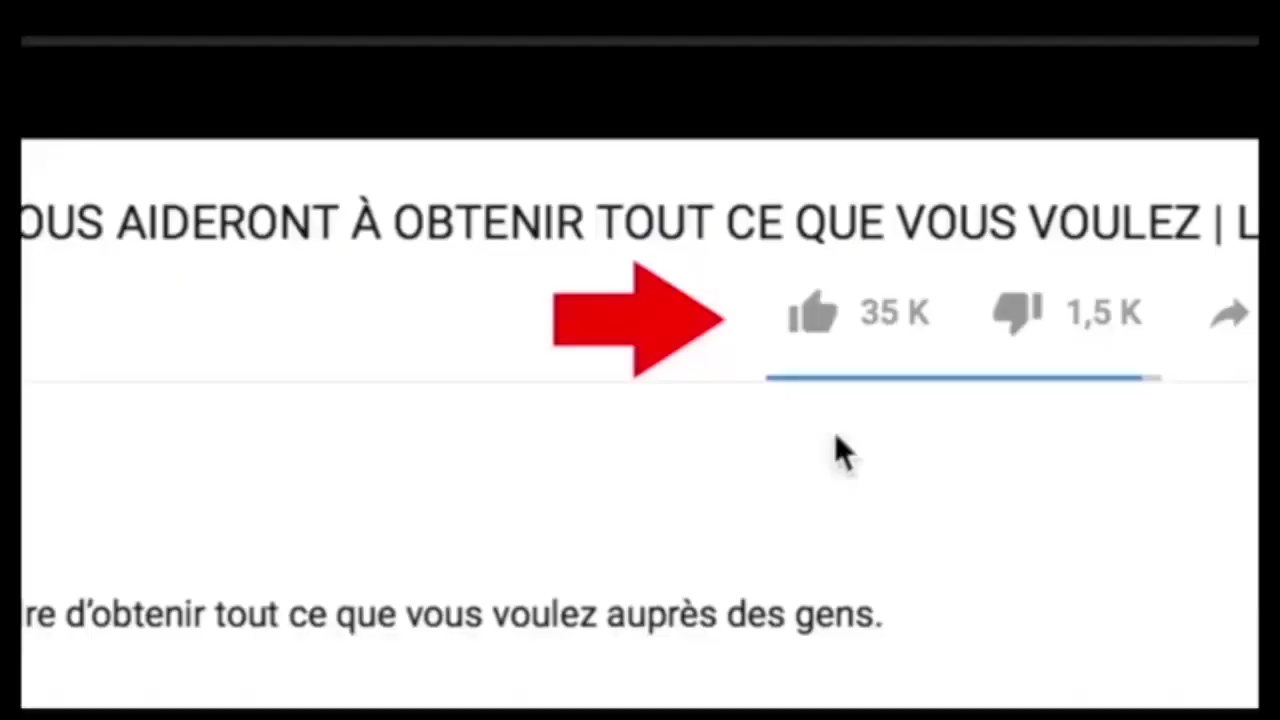 OUS AIDERONT À OBTENIR TOUT CE QUE VOUS VOULEZ | L
35 K 1,5 K
re d’obtenir tout ce que vous voulez auprès des gens.